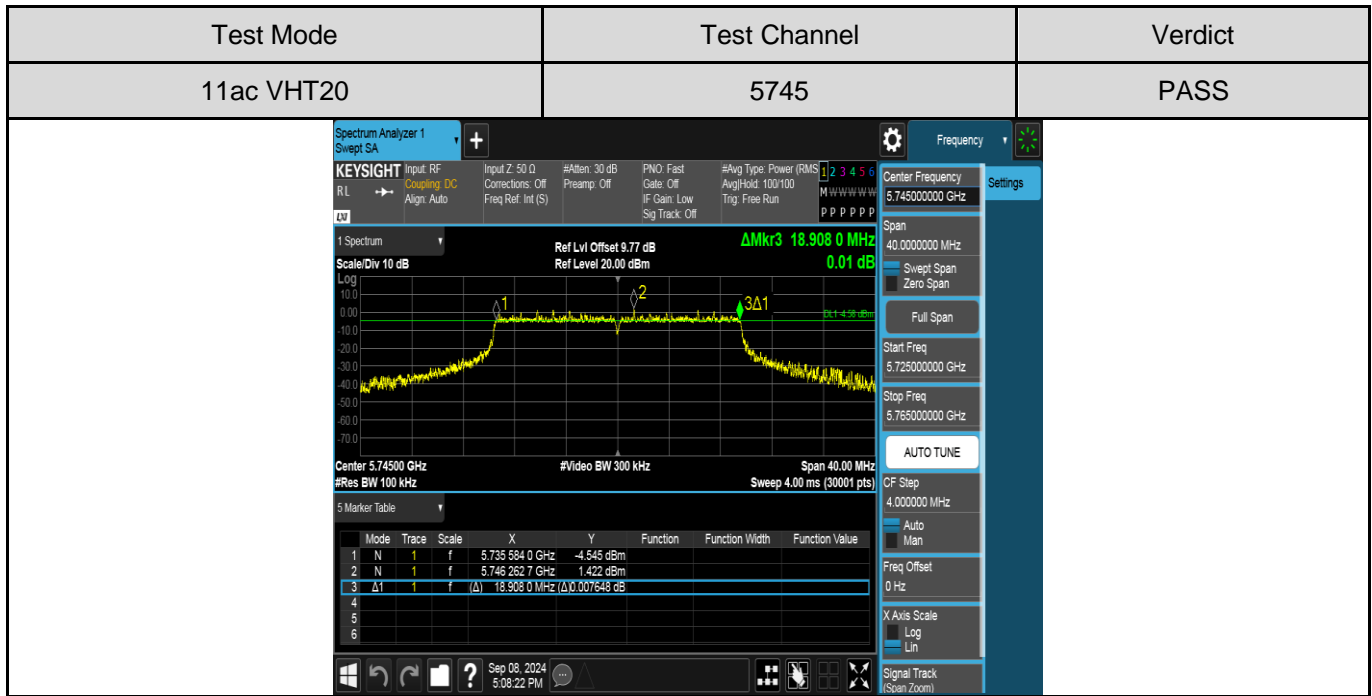 Test Mode Test Channel Verdict
11ac VHT20 5745 PASS
Spectrum Analyzer 1
Swept SA
+
Frequency
KEYSIGHT
RL
LXI
Input: RF
Coupling: DC
Align: Auto
Input Z: 50 Ω
Corrections: Off
Freq Ref: Int (S)
#Atten: 30 dB
Preamp: Off
PNO: Fast
Gate: Off
IF Gain: Low
Sig Track: Off
#Avg Type: Power (RMS
Avg|Hold: 100/100
Trig: Free Run
1 2 3 4 5 6
M W W W W W
P P P P P P
1 Spectrum
Scale/Div 10 dB
Ref Lvl Offset 9.77 dB
Ref Level 20.00 dBm
ΔMkr3 18.908 0 MHz
0.01 dB
Log
10.0
0.00
-10.0
-20.0
-30.0
-40.0
-50.0
-60.0
-70.0
1
2
3Δ1
DL1 -4.58 dBm
Center 5.74500 GHz
#Res BW 100 kHz
#Video BW 300 kHz
Span 40.00 MHz
Sweep 4.00 ms (30001 pts)
5 Marker Table
Mode Trace Scale X Y Function Function Width Function Value
1 N 1 f 5.735 584 0 GHz -4.545 dBm
2 N 1 f 5.746 262 7 GHz 1.422 dBm
3 Δ1 1 f (Δ) 18.908 0 MHz (Δ)0.007648 dB
4
5
6
?
Sep 08, 2024
5:08:22 PM
Center Frequency
5.745000000 GHz
Settings
Span
40.0000000 MHz
Swept Span
Zero Span
Full Span
Start Freq
5.725000000 GHz
Stop Freq
5.765000000 GHz
AUTO TUNE
CF Step
4.000000 MHz
Auto
Man
Freq Offset
0 Hz
X Axis Scale
Log
Lin
Signal Track
(Span Zoom)